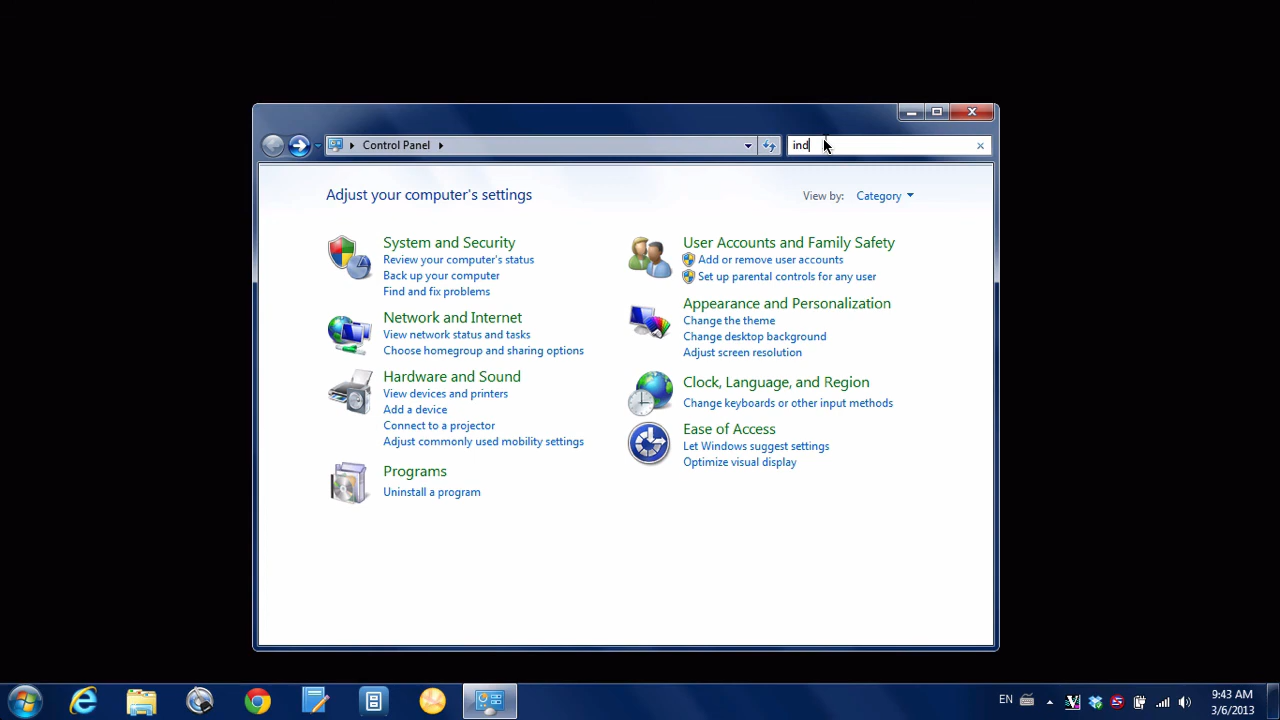 Control Panel
ind
Adjust your computer's settings
View by: Category
System and Security
Review your computer's status
Back up your computer
Find and fix problems
Network and Internet
View network status and tasks
Choose homegroup and sharing options
Hardware and Sound
View devices and printers
Add a device
Connect to a projector
Adjust commonly used mobility settings
Programs
Uninstall a program
User Accounts and Family Safety
Add or remove user accounts
Set up parental controls for any user
Appearance and Personalization
Change the theme
Change desktop background
Adjust screen resolution
Clock, Language, and Region
Change keyboards or other input methods
Ease of Access
Let Windows suggest settings
Optimize visual display
EN
9:43 AM
3/6/2013